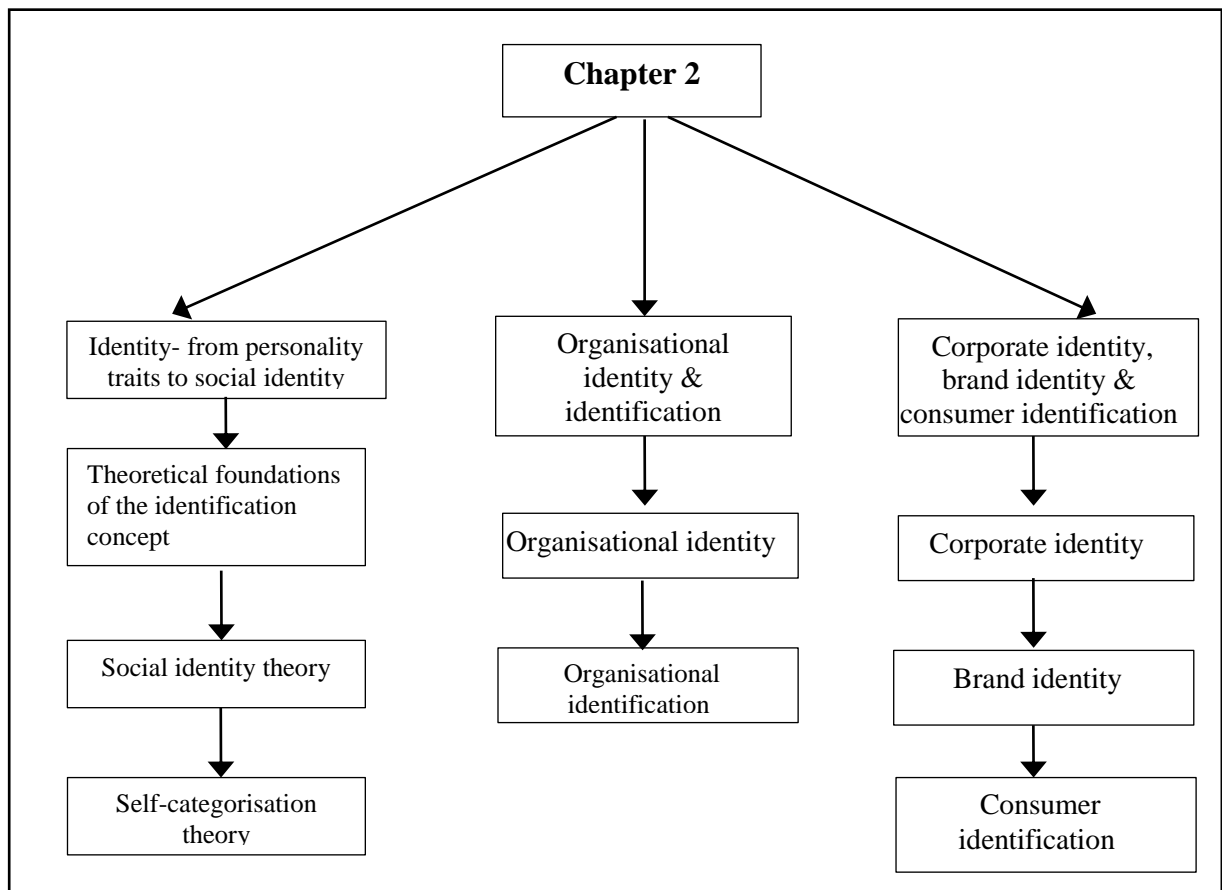 Chapter 2
Identity- from personality
traits to social identity
Theoretical foundations
of the identification
concept
Social identity theory
Self-categorisation
theory
Organisational
identity &
identification
Organisational identity
Organisational
identification
Corporate identity,
brand identity &
consumer identification
Corporate identity
Brand identity
Consumer
identification